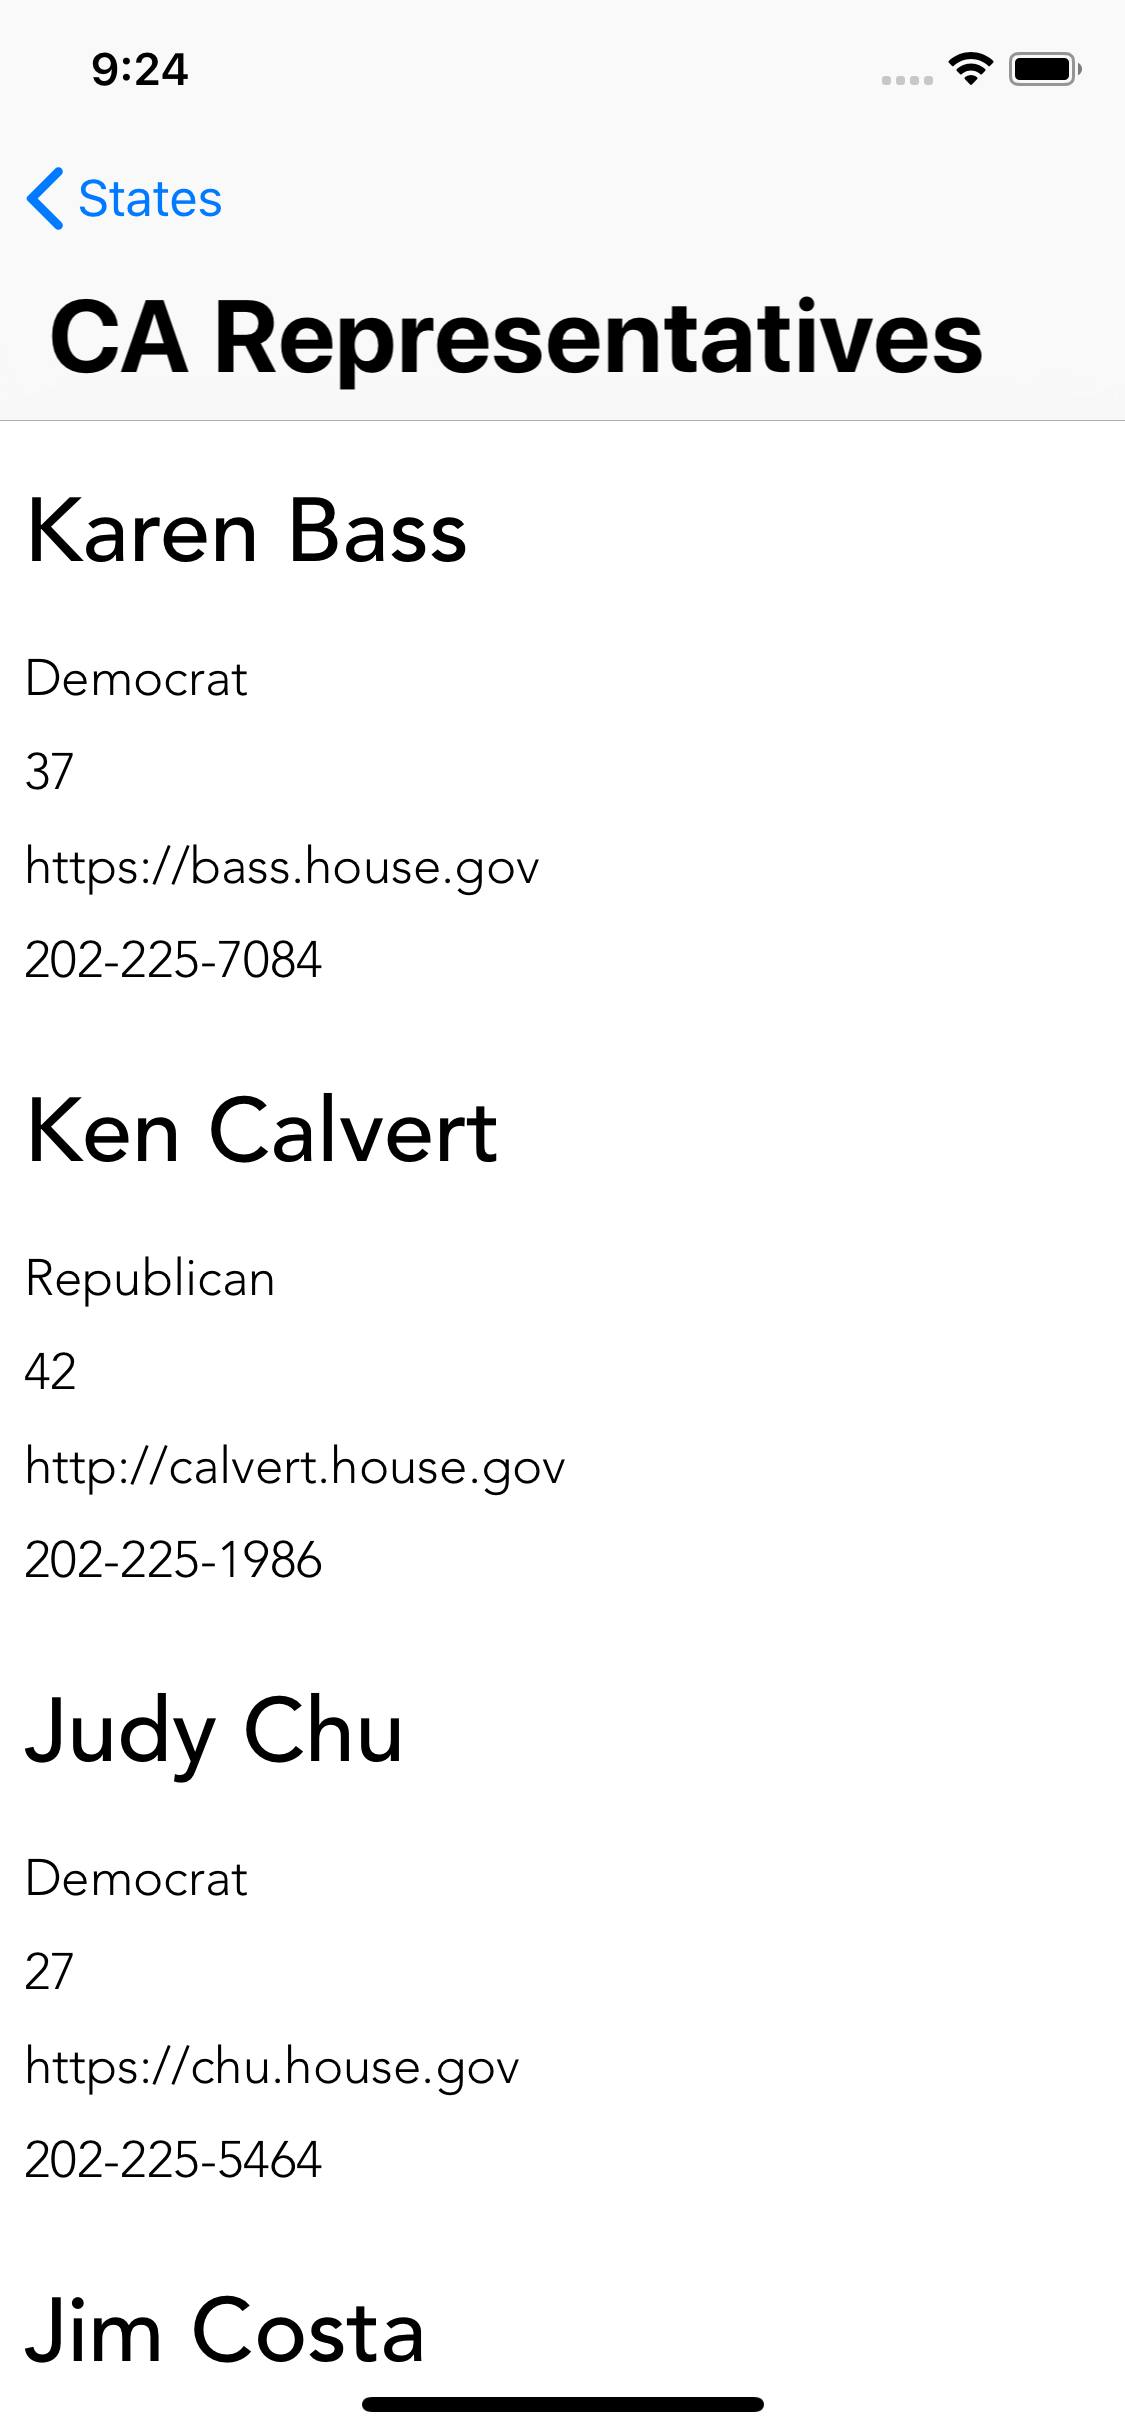 9:24
States
CA Representatives
Karen Bass
Democrat
37
https://bass.house.gov
202-225-7084
Ken Calvert
Republican
42
http://calvert.house.gov
202-225-1986
Judy Chu
Democrat
27
https://chu.house.gov
202-225-5464
Jim Costa